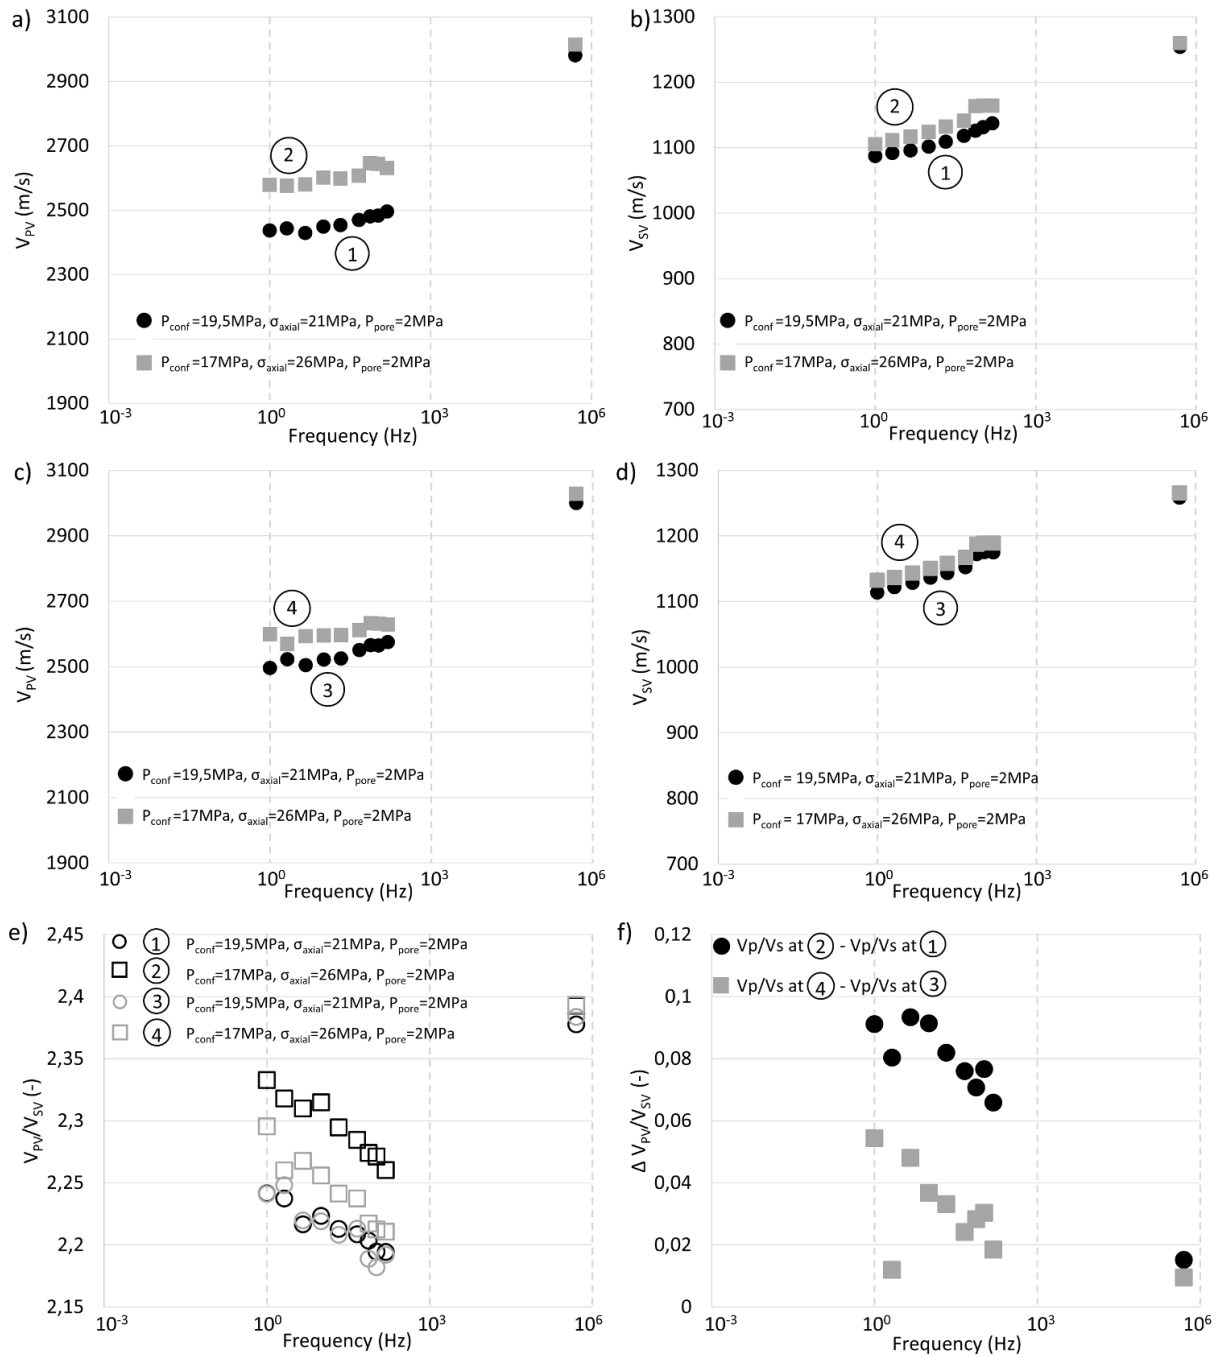 a)
3100
2900
2700
2500
2300
2100
1900
V_PV (m/s)
2
1
P_conf=19,5MPa, σ_axial=21MPa, P_pore=2MPa
P_conf=17MPa, σ_axial=26MPa, P_pore=2MPa
10^-3
10^0
10^3
10^6
Frequency (Hz)
b)
1300
1200
1100
1000
900
800
700
V_SV (m/s)
2
1
P_conf=19,5MPa, σ_axial=21MPa, P_pore=2MPa
P_conf=17MPa, σ_axial=26MPa, P_pore=2MPa
10^-3
10^0
10^3
10^6
Frequency (Hz)
c)
3100
2900
2700
2500
2300
2100
1900
V_PV (m/s)
4
3
P_conf=19,5MPa, σ_axial=21MPa, P_pore=2MPa
P_conf=17MPa, σ_axial=26MPa, P_pore=2MPa
10^-3
10^0
10^3
10^6
Frequency (Hz)
d)
1300
1200
1100
1000
900
800
700
V_SV (m/s)
4
3
P_conf= 19,5MPa, σ_axial=21MPa, P_pore=2MPa
P_conf= 17MPa, σ_axial=26MPa, P_pore=2MPa
10^-3
10^0
10^3
10^6
Frequency (Hz)
e)
2,45
2,4
2,35
2,3
2,25
2,2
2,15
V_PV/V_SV (-)
1 P_conf=19,5MPa, σ_axial=21MPa, P_pore=2MPa
2 P_conf=17MPa, σ_axial=26MPa, P_pore=2MPa
3 P_conf=19,5MPa, σ_axial=21MPa, P_pore=2MPa
4 P_conf=17MPa, σ_axial=26MPa, P_pore=2MPa
10^-3
10^0
10^3
10^6
Frequency (Hz)
f)
0,12
0,1
0,08
0,06
0,04
0,02
0
Δ V_PV/V_SV (-)
Vp/Vs at 2 - Vp/Vs at 1
Vp/Vs at 4 - Vp/Vs at 3
10^-3
10^0
10^3
10^6
Frequency (Hz)